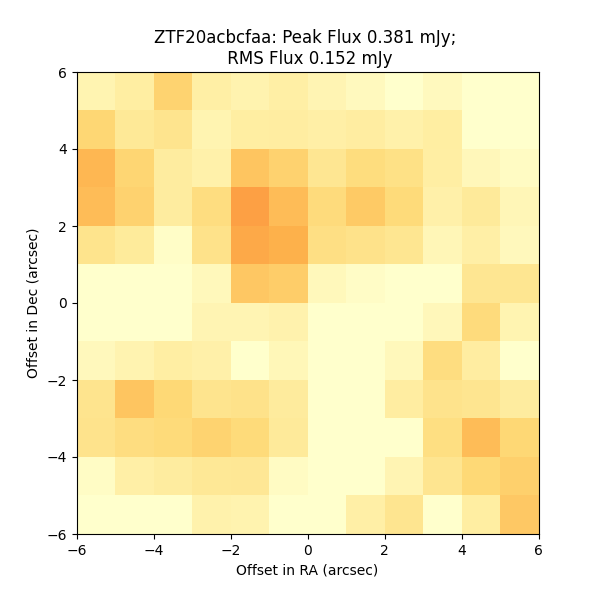 ZTF20acbcfaa: Peak Flux 0.381 mJy;
RMS Flux 0.152 mJy
6
4
2
0
−2
−4
−6
Offset in Dec (arcsec)
−6 −4 −2 0 2 4 6
Offset in RA (arcsec)